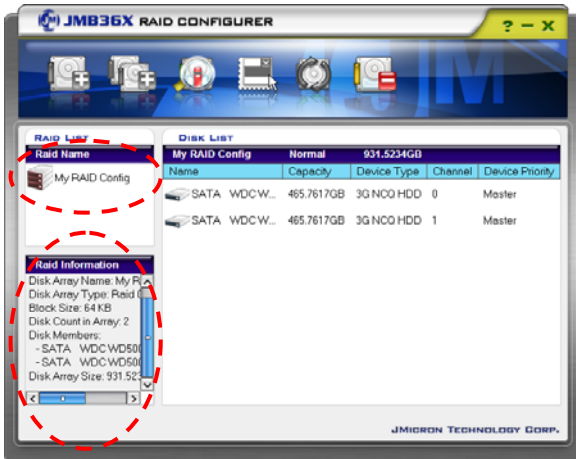 JMB36X RAID CONFIGURER
? – X
RAID LIST
Raid Name
My RAID Config
DISK LIST
My RAID Config Normal 931.5234GB
Name Capacity Device Type Channel Device Priority
SATA WDC W... 465.7617GB 3G NCQ HDD 0 Master
SATA WDC W... 465.7617GB 3G NCQ HDD 1 Master
Raid Information
Disk Array Name: My R
Disk Array Type: Raid
Block Size: 64 KB
Disk Count in Array: 2
Disk Members:
- SATA WDC WD500
- SATA WDC WD500
Disk Array Size: 931.523
JMICRON TECHNOLOGY CORP.